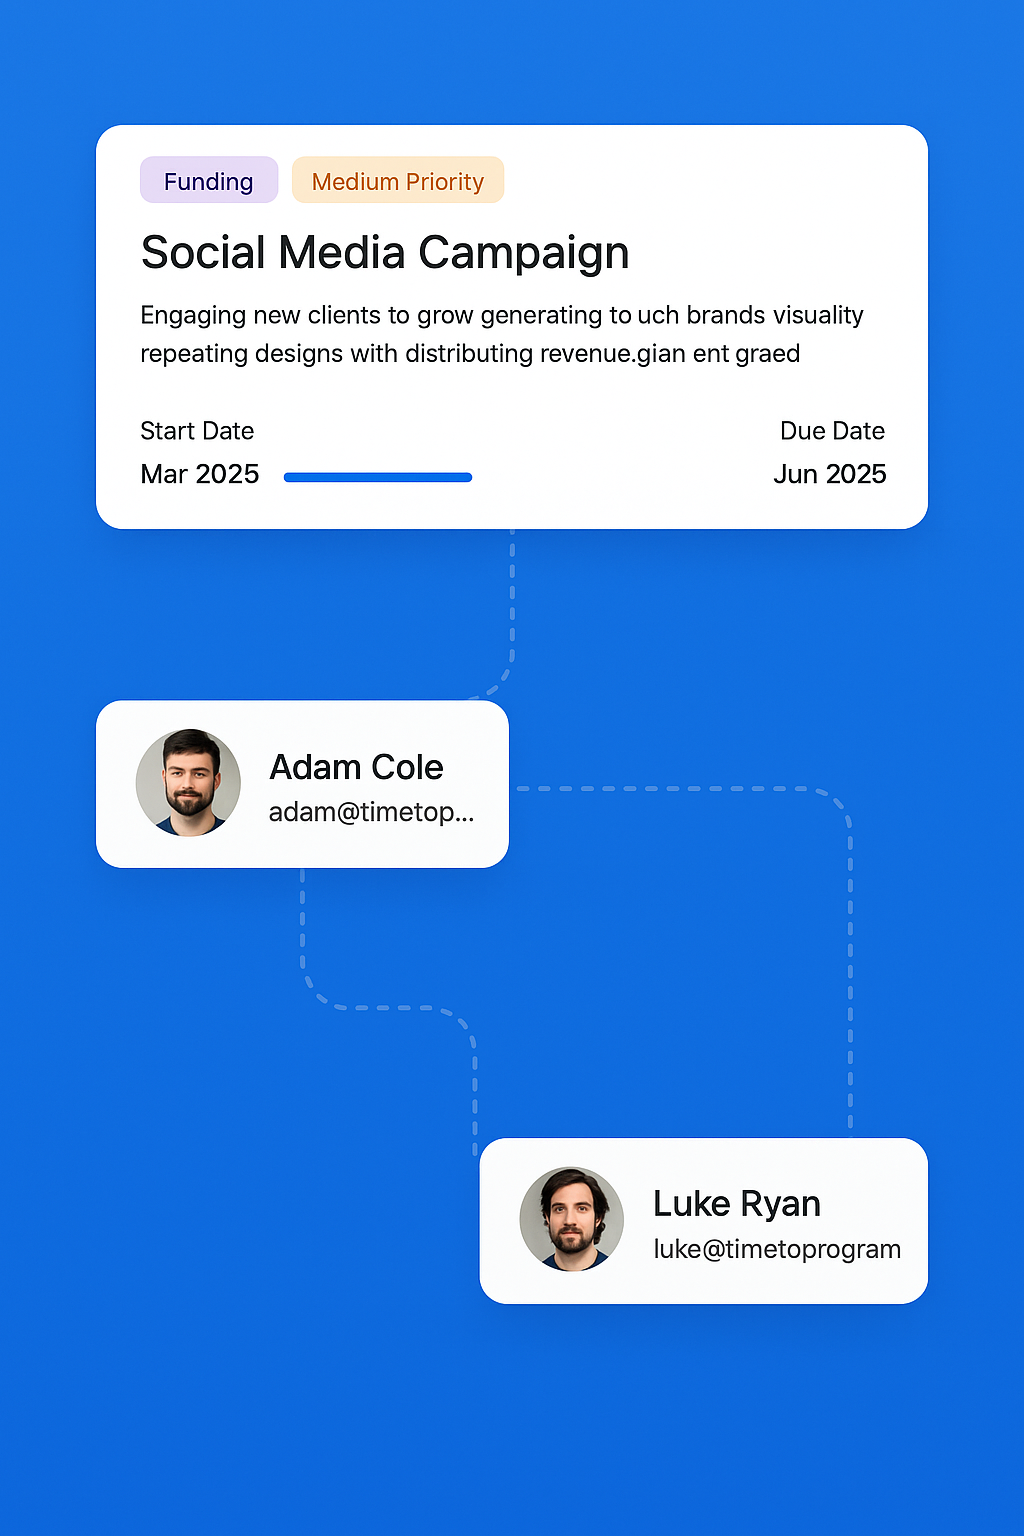 Funding
Medium Priority
Social Media Campaign
Engaging new clients to grow generating to uch brands visuality
repeating designs with distributing revenue.gian ent graed
Start Date
Due Date
Mar 2025
Jun 2025
Adam Cole
adam@timetop...
Luke Ryan
luke@timetoprogram